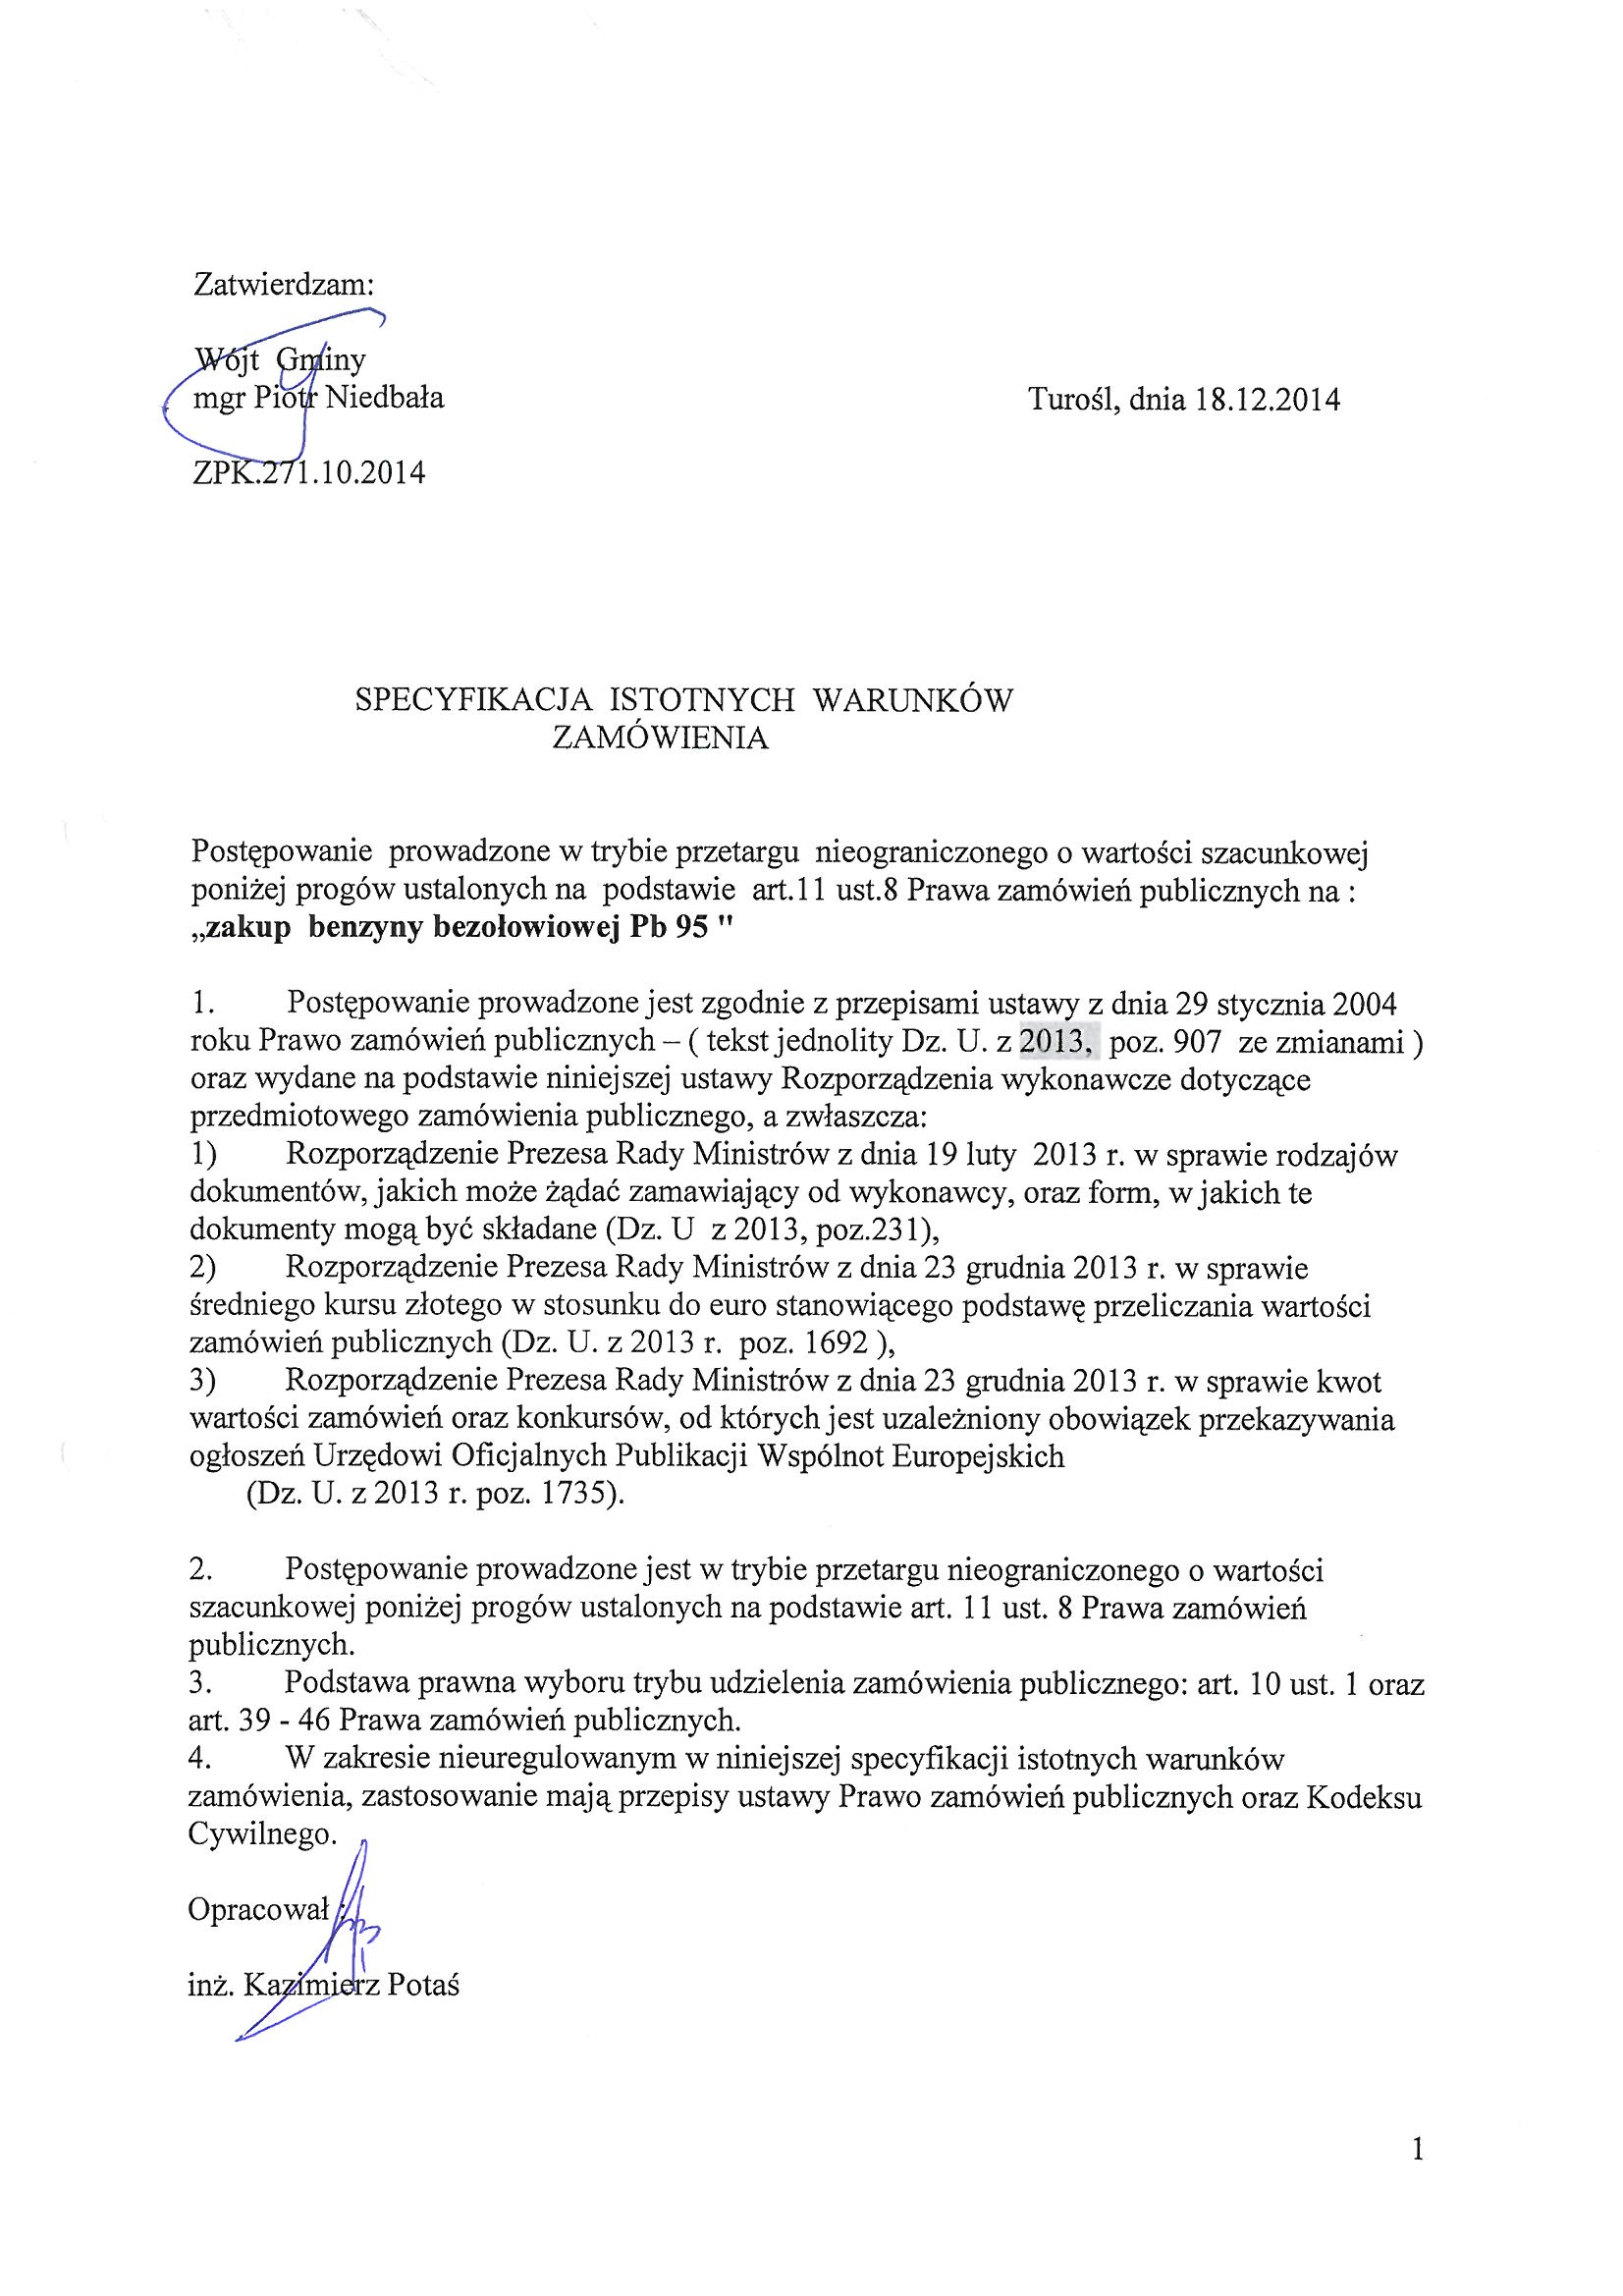 Zatwierdzam:
Wójt Gminy
mgr Piotr Niedbała
Turośl, dnia 18.12.2014
ZPK.271.10.2014
SPECYFIKACJA ISTOTNYCH WARUNKÓW
ZAMÓWIENIA
Postępowanie prowadzone w trybie przetargu nieograniczonego o wartości szacunkowej
poniżej progów ustalonych na podstawie art.11 ust.8 Prawa zamówień publicznych na :
„zakup benzyny bezołowiowej Pb 95 "
1. Postępowanie prowadzone jest zgodnie z przepisami ustawy z dnia 29 stycznia 2004
roku Prawo zamówień publicznych – ( tekst jednolity Dz. U. z 2013, poz. 907 ze zmianami )
oraz wydane na podstawie niniejszej ustawy Rozporządzenia wykonawcze dotyczące
przedmiotowego zamówienia publicznego, a zwłaszcza:
1) Rozporządzenie Prezesa Rady Ministrów z dnia 19 luty 2013 r. w sprawie rodzajów
dokumentów, jakich może żądać zamawiający od wykonawcy, oraz form, w jakich te
dokumenty mogą być składane (Dz. U z 2013, poz.231),
2) Rozporządzenie Prezesa Rady Ministrów z dnia 23 grudnia 2013 r. w sprawie
średniego kursu złotego w stosunku do euro stanowiącego podstawę przeliczania wartości
zamówień publicznych (Dz. U. z 2013 r. poz. 1692 ),
3) Rozporządzenie Prezesa Rady Ministrów z dnia 23 grudnia 2013 r. w sprawie kwot
wartości zamówień oraz konkursów, od których jest uzależniony obowiązek przekazywania
ogłoszeń Urzędowi Oficjalnych Publikacji Wspólnot Europejskich
(Dz. U. z 2013 r. poz. 1735).
2. Postępowanie prowadzone jest w trybie przetargu nieograniczonego o wartości
szacunkowej poniżej progów ustalonych na podstawie art. 11 ust. 8 Prawa zamówień
publicznych.
3. Podstawa prawna wyboru trybu udzielenia zamówienia publicznego: art. 10 ust. 1 oraz
art. 39 - 46 Prawa zamówień publicznych.
4. W zakresie nieuregulowanym w niniejszej specyfikacji istotnych warunków
zamówienia, zastosowanie mają przepisy ustawy Prawo zamówień publicznych oraz Kodeksu
Cywilnego.
Opracował :
inż. Kazimierz Potaś
1